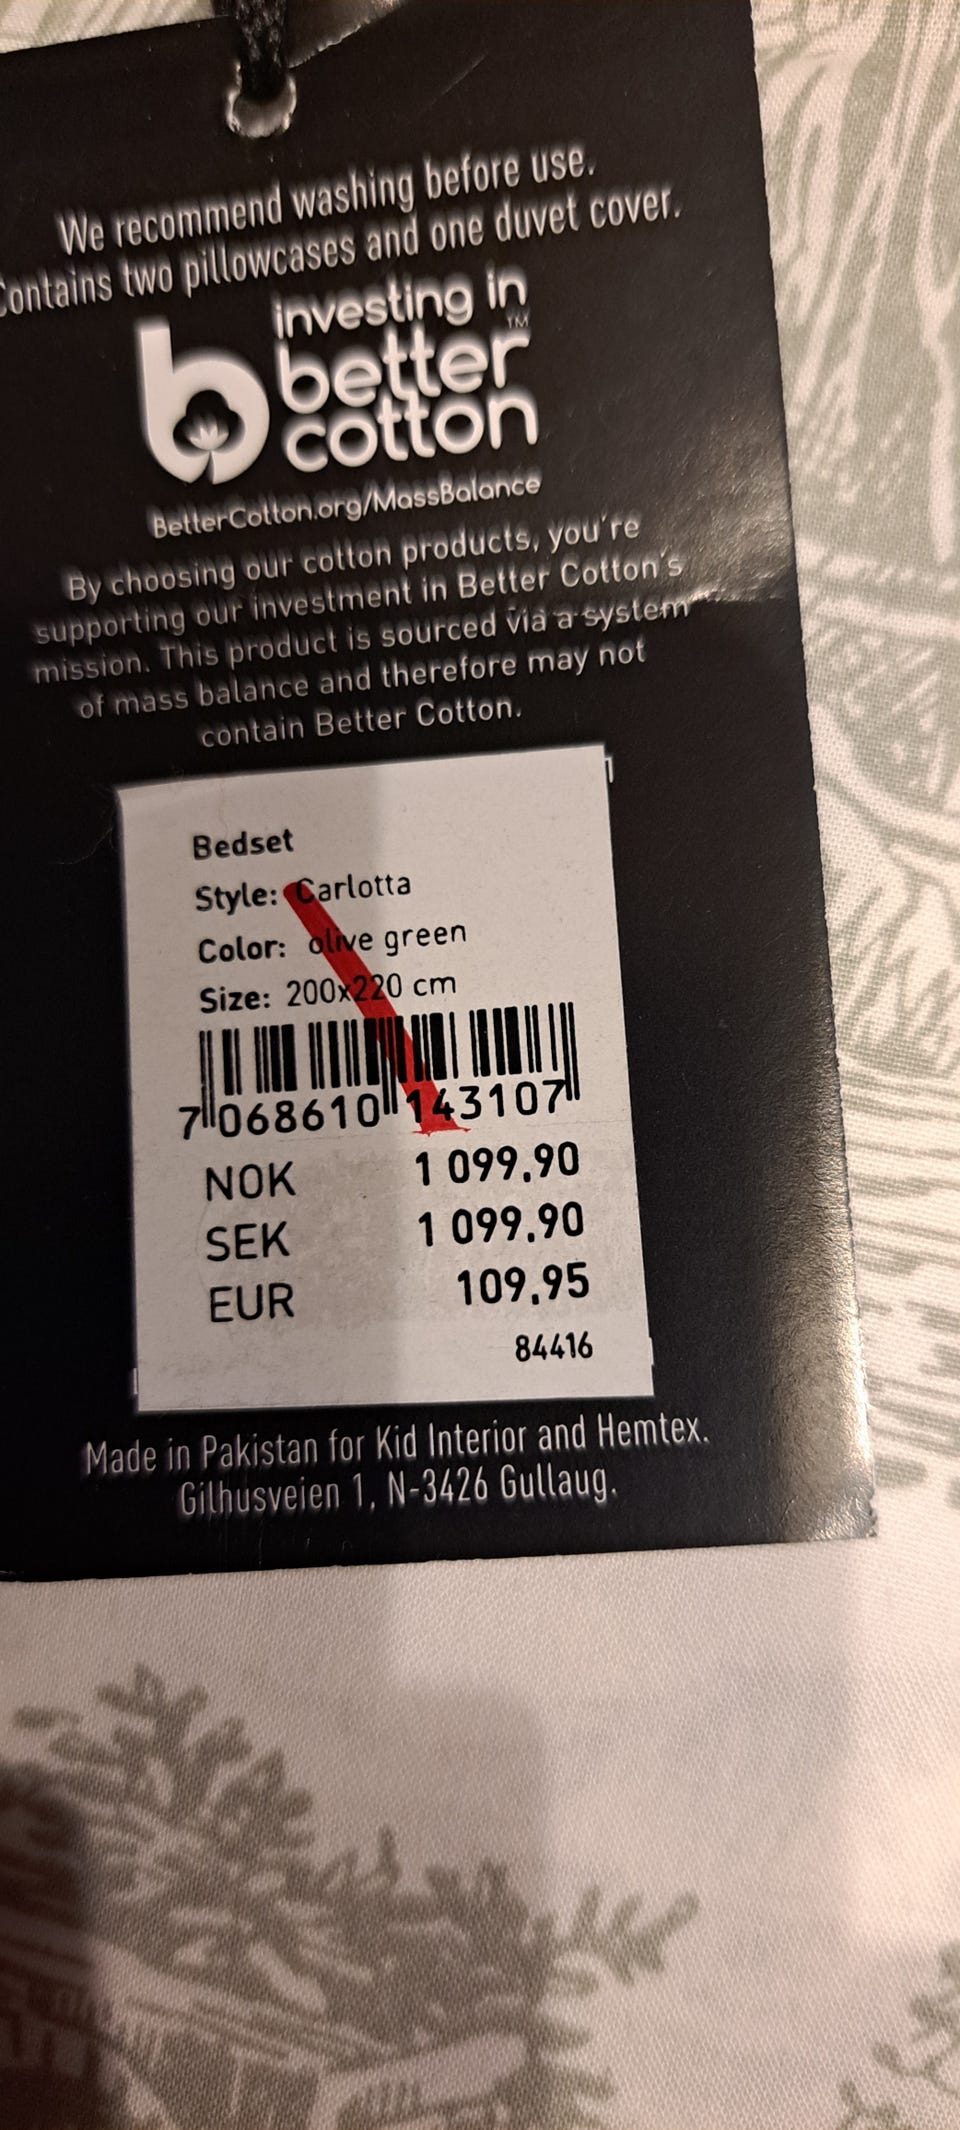 We recommend washing before use.
Contains two pillowcases and one duvet cover.
investing in
better™
cotton
BetterCotton.org/MassBalance
By choosing our cotton products, you're
supporting our investment in Better Cotton's
mission. This product is sourced via a system
of mass balance and therefore may not
contain Better Cotton.
Bedset
Style: Carlotta
Color: olive green
Size: 200x220 cm
7 068610 143107
NOK 1 099,90
SEK 1 099,90
EUR 109,95
84416
Made in Pakistan for Kid Interior and Hemtex.
Gilhusveien 1, N-3426 Gullaug.